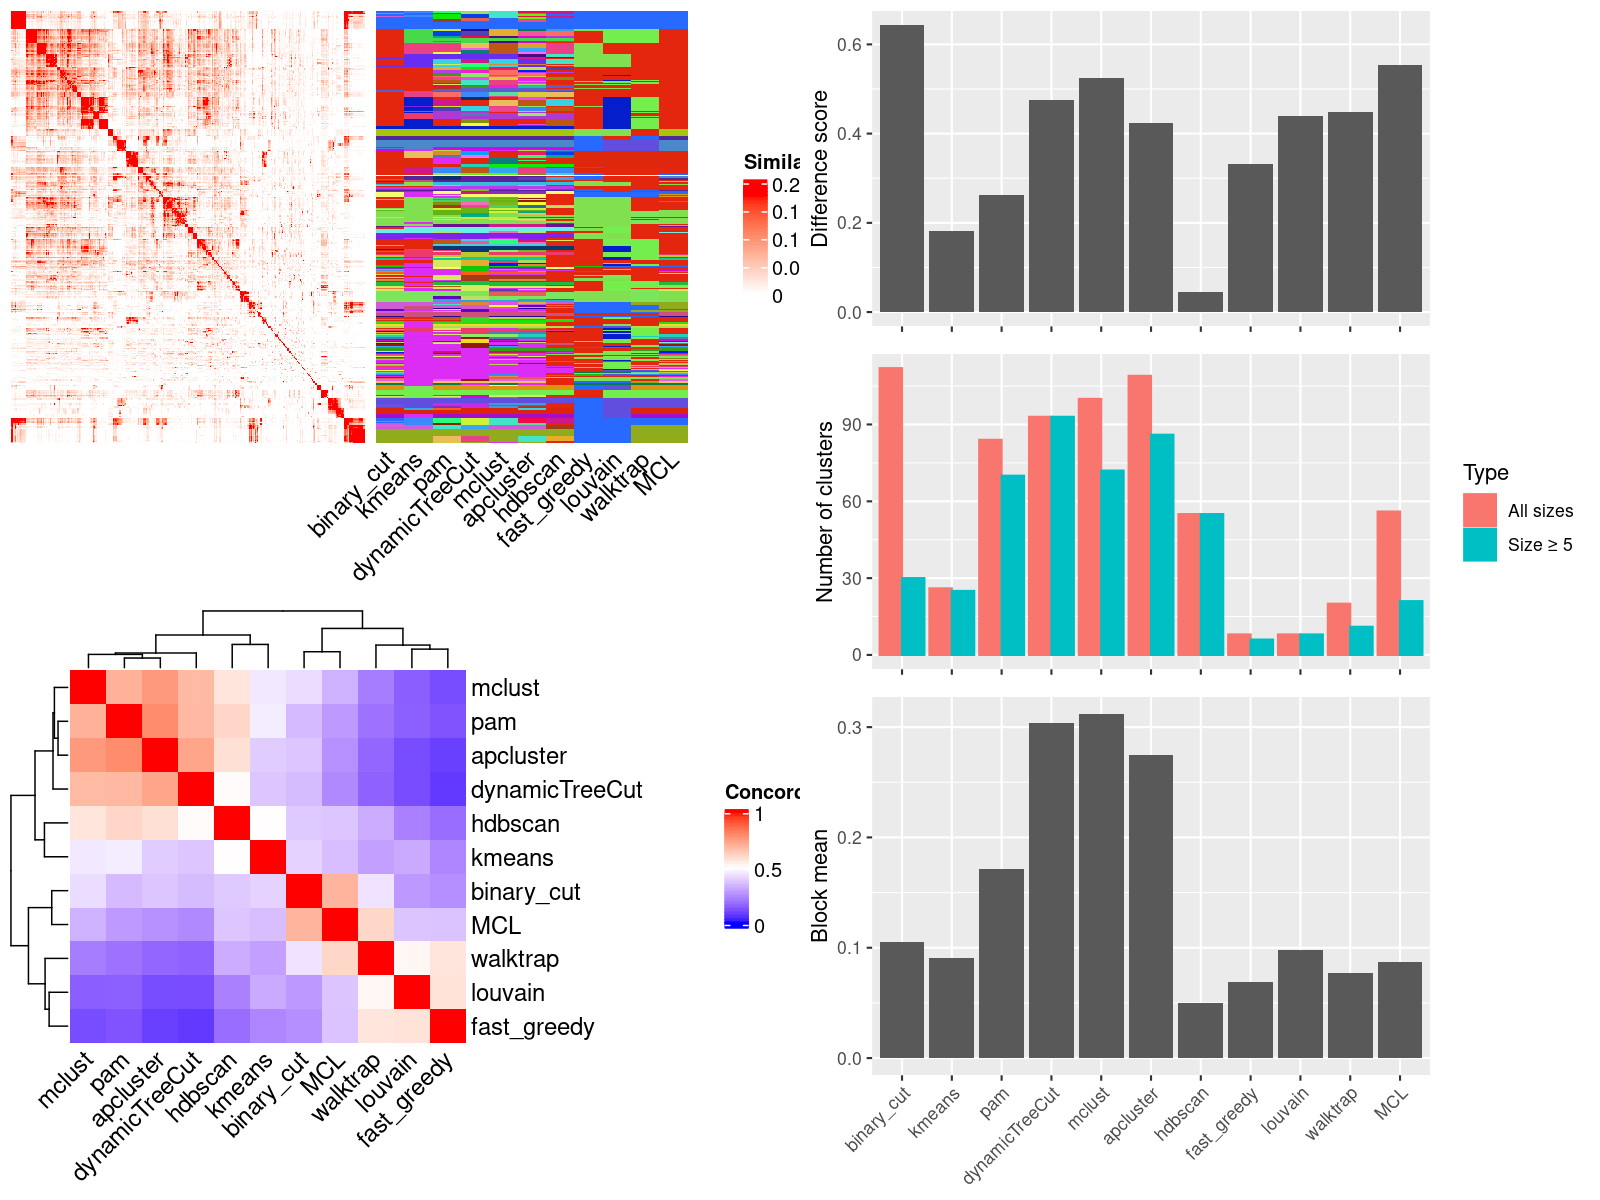 Simila
0.2
0.1
0.1
0.0
0
binary_cut
kmeans
pam
dynamicTreeCut
mclust
apcluster
hdbscan
fast_greedy
louvain
walktrap
MCL
mclust
pam
apcluster
dynamicTreeCut
hdbscan
kmeans
binary_cut
MCL
walktrap
louvain
fast_greedy
mclust
pam
apcluster
dynamicTreeCut
hdbscan
kmeans
binary_cut
MCL
walktrap
louvain
fast_greedy
Concord
1
0.5
0
Difference score
0.6
0.4
0.2
0.0
Number of clusters
90
60
30
0
Type
All sizes
Size ≥ 5
Block mean
0.3
0.2
0.1
0.0
binary_cut
kmeans
pam
dynamicTreeCut
mclust
apcluster
hdbscan
fast_greedy
louvain
walktrap
MCL